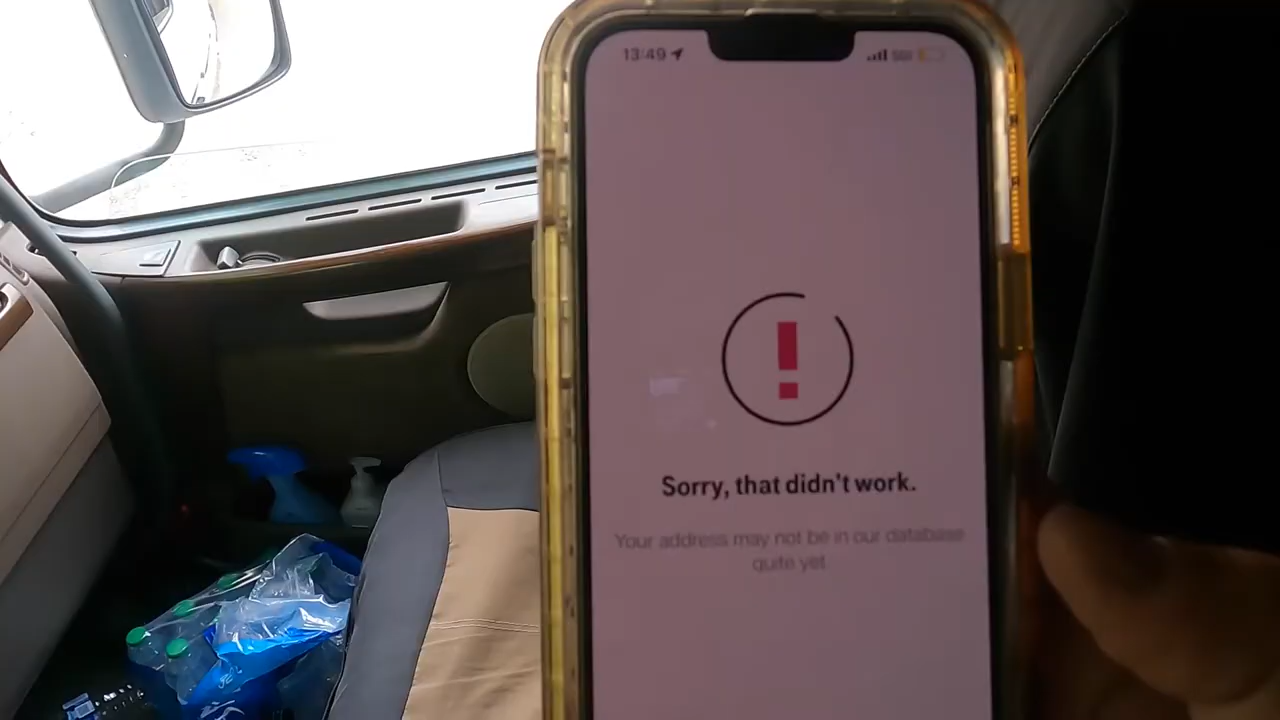 13:49
Sorry, that didn't work.
Your address may not be in our database
quite yet.